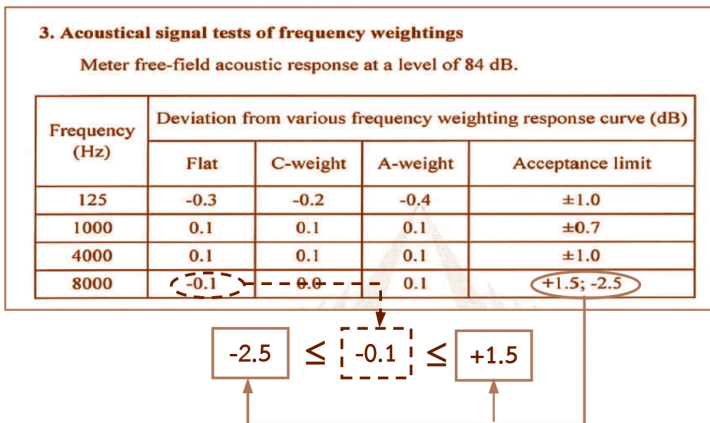 3. Acoustical signal tests of frequency weightings
Meter free-field acoustic response at a level of 84 dB.
Frequency (Hz) Deviation from various frequency weighting response curve (dB)
Flat C-weight A-weight Acceptance limit
125 -0.3 -0.2 -0.4 ±1.0
1000 0.1 0.1 0.1 ±0.7
4000 0.1 0.1 0.1 ±1.0
8000 -0.1 0.0 0.1 +1.5; -2.5
-2.5 ≤ -0.1 ≤ +1.5